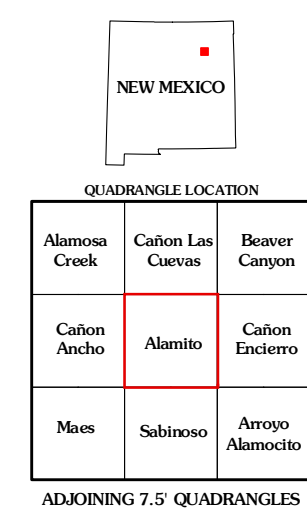 NEW MEXICO
QUADRANGLE LOCATION
Alamosa
Creek
Cañon Las
Cuevas
Beaver
Canyon
Cañon
Ancho
Alamito
Cañon
Encierro
Maes
Sabinoso
Arroyo
Alamocito
ADJOINING 7.5' QUADRANGLES